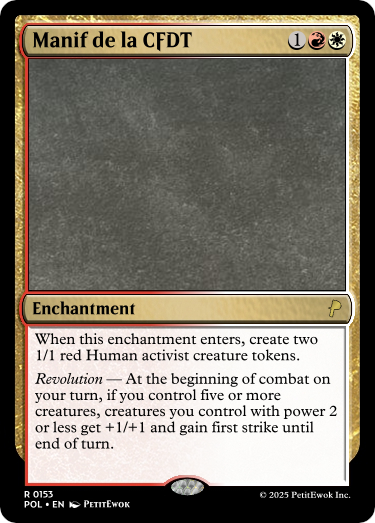 Manif de la CFDT 1
Enchantment
When this enchantment enters, create two
1/1 red Human activist creature tokens.
Revolution — At the beginning of combat on
your turn, if you control five or more
creatures, creatures you control with power 2
or less get +1/+1 and gain first strike until
end of turn.
R 0153
POL • EN PetitEwok
© 2025 PetitEwok Inc.